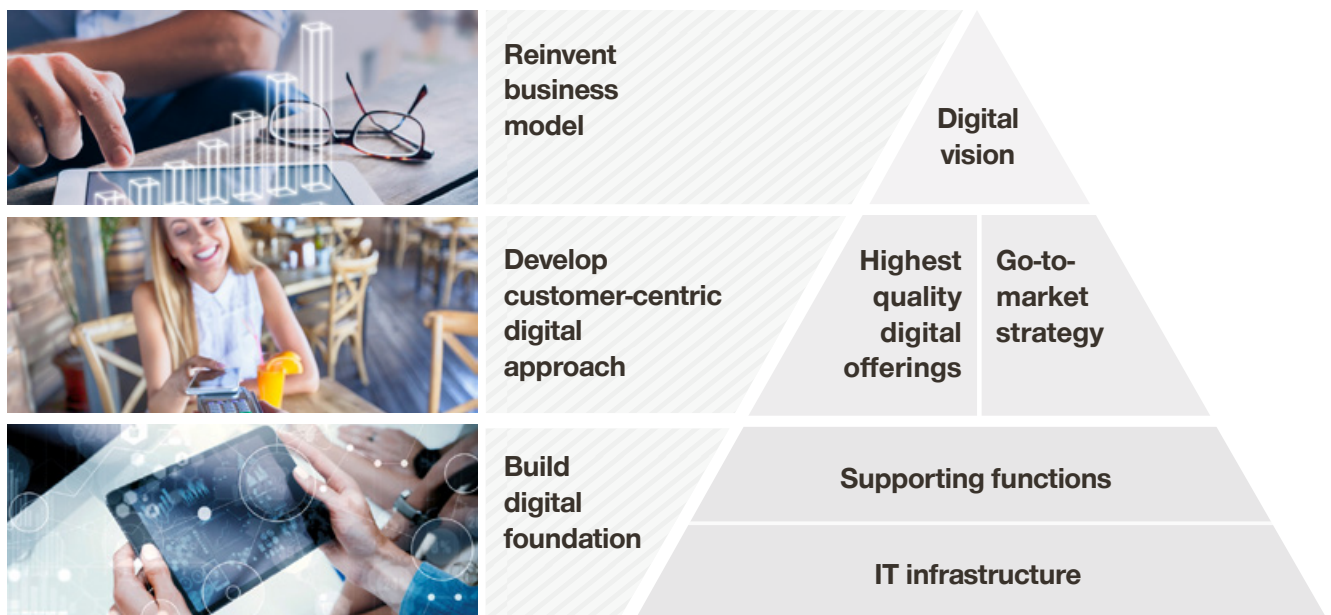 Reinvent
business
model
Digital
vision
Develop
customer-centric
digital
approach
Highest
quality
digital
offerings
Go-to-
market
strategy
Build
digital
foundation
Supporting functions
IT infrastructure